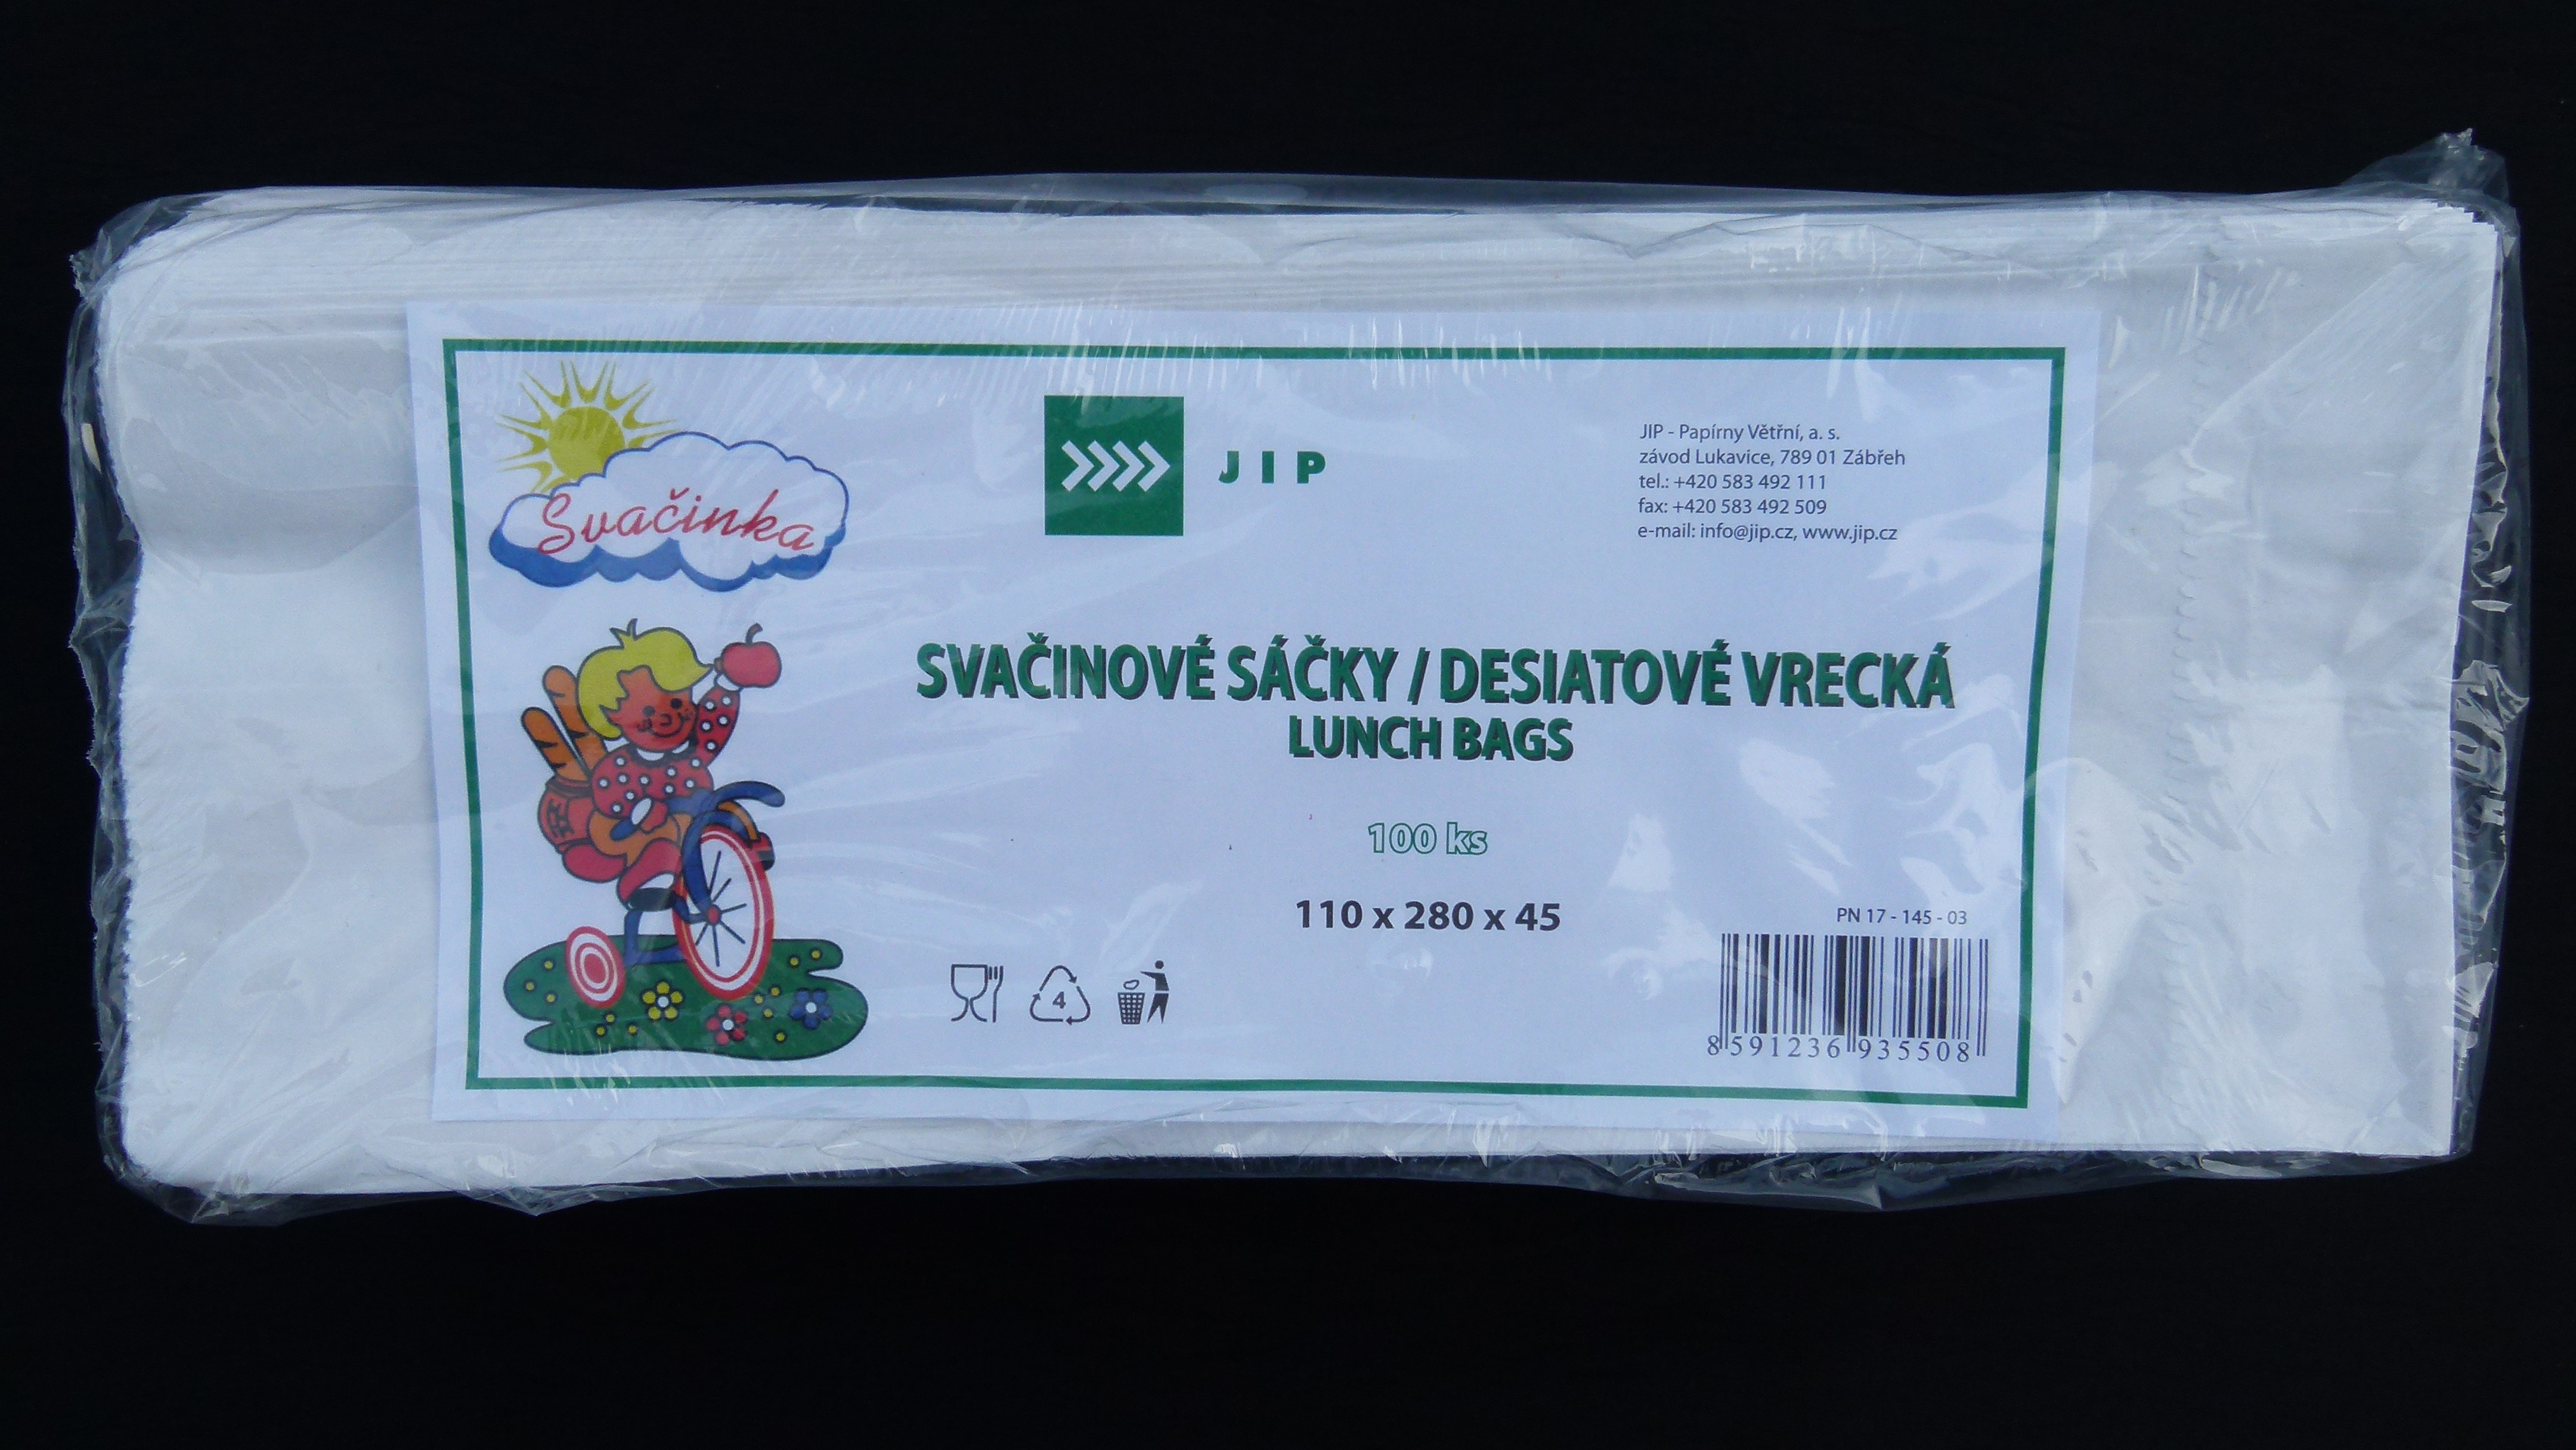 Svačinka
JIP
JIP - Papírny Větřní, a. s.
závod Lukavice, 789 01 Zábřeh
tel.: +420 583 492 111
fax: +420 583 492 509
e-mail: info@jip.cz, www.jip.cz
SVAČINOVÉ SÁČKY / DESIATOVÉ VRECKÁ
LUNCH BAGS
100 ks
110 x 280 x 45
4
PN 17 - 145 - 03
8591236935508